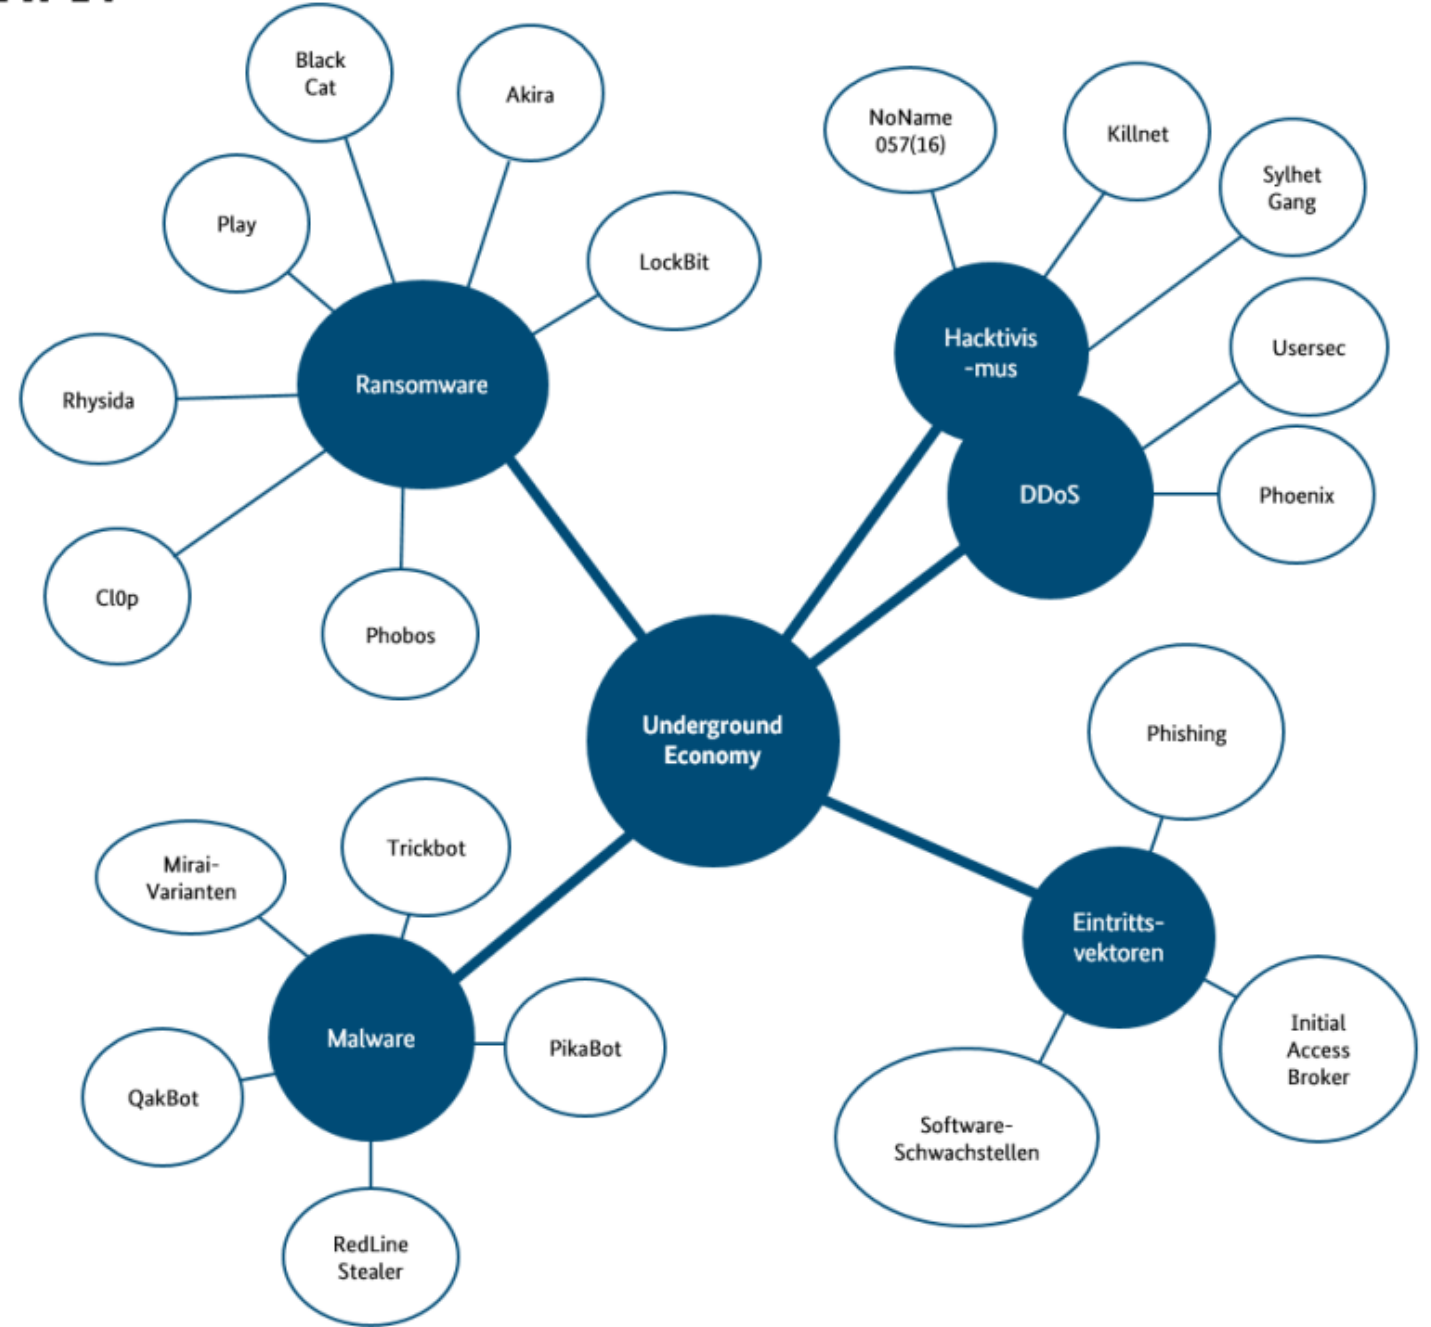 Black
Cat
Akira
Play
LockBit
Rhysida
Ransomware
Cl0p
Phobos
NoName
057(16)
Killnet
Sylhet
Gang
Hacktivis
-mus
Usersec
DDoS
Phoenix
Underground
Economy
Phishing
Eintritts-
vektoren
Initial
Access
Broker
Software-
Schwachstellen
Trickbot
Mirai-
Varianten
Malware
PikaBot
QakBot
RedLine
Stealer